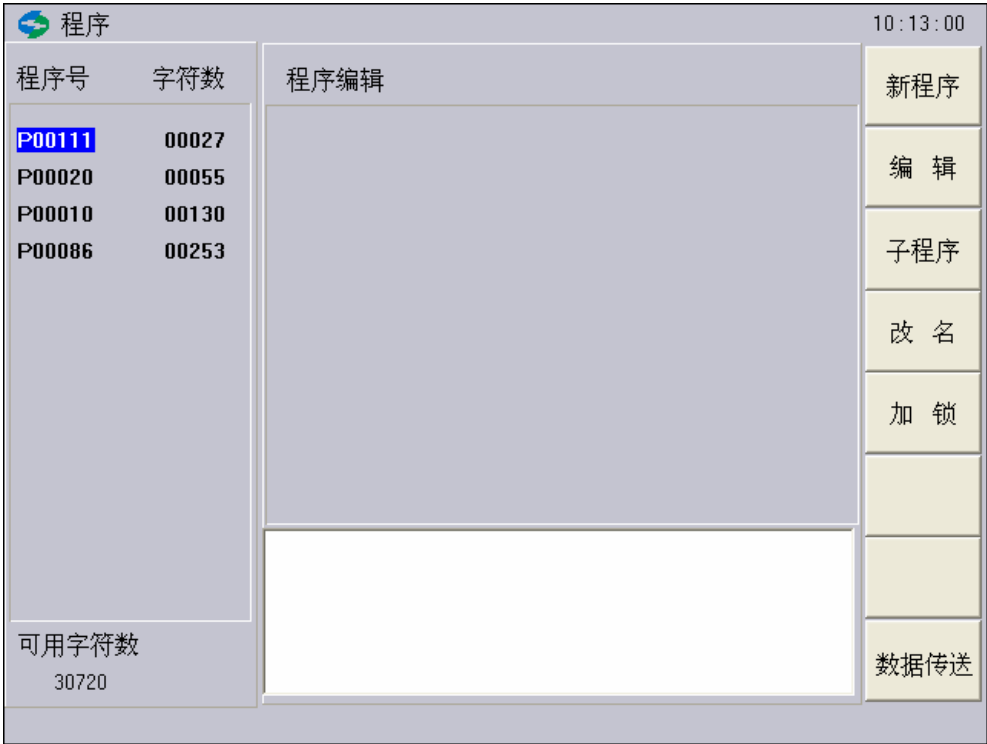 程序
10:13:00
程序号 字符数
P00111 00027
P00020 00055
P00010 00130
P00086 00253
可用字符数
30720
程序编辑
新程序
编 辑
子程序
改 名
加 锁
数据传送